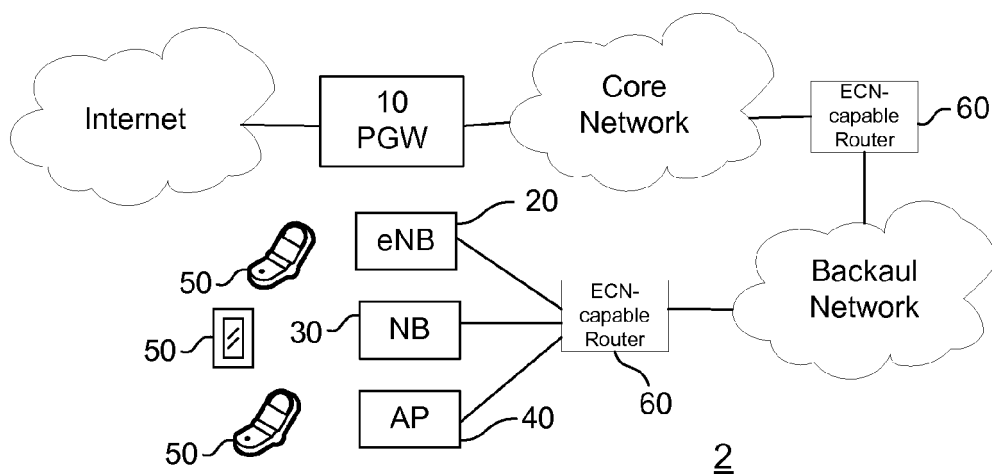 Internet
10
PGW
Core
Network
ECN-
capable
Router
60
20
eNB
50
Backaul
Network
ECN-
capable
Router
30
NB
50
60
AP
40
50
2